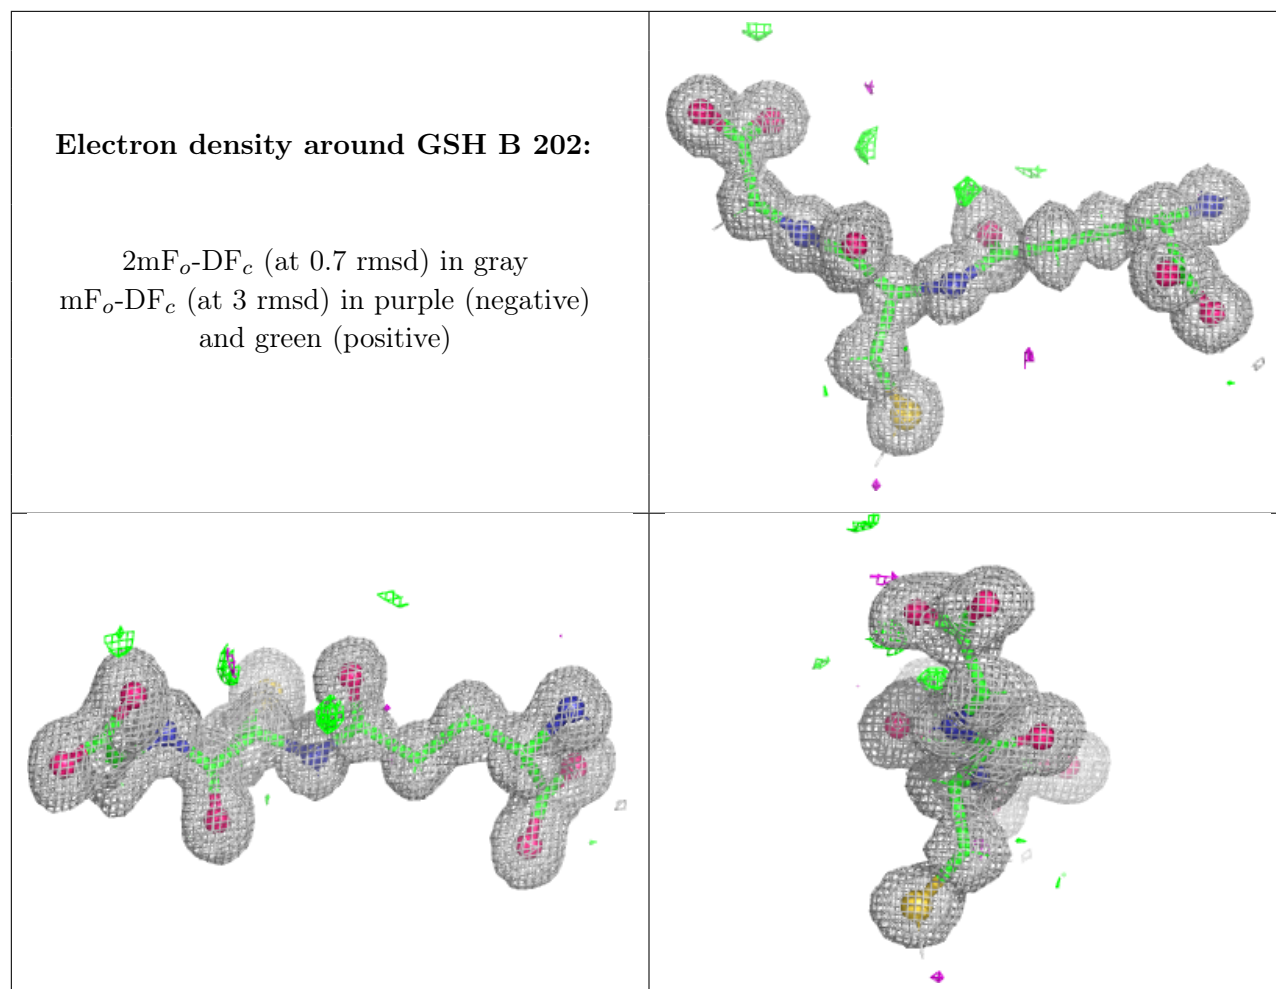 Electron density around GSH B 202:
2mFₒ-DF𝒸 (at 0.7 rmsd) in gray
mFₒ-DF𝒸 (at 3 rmsd) in purple (negative)
and green (positive)